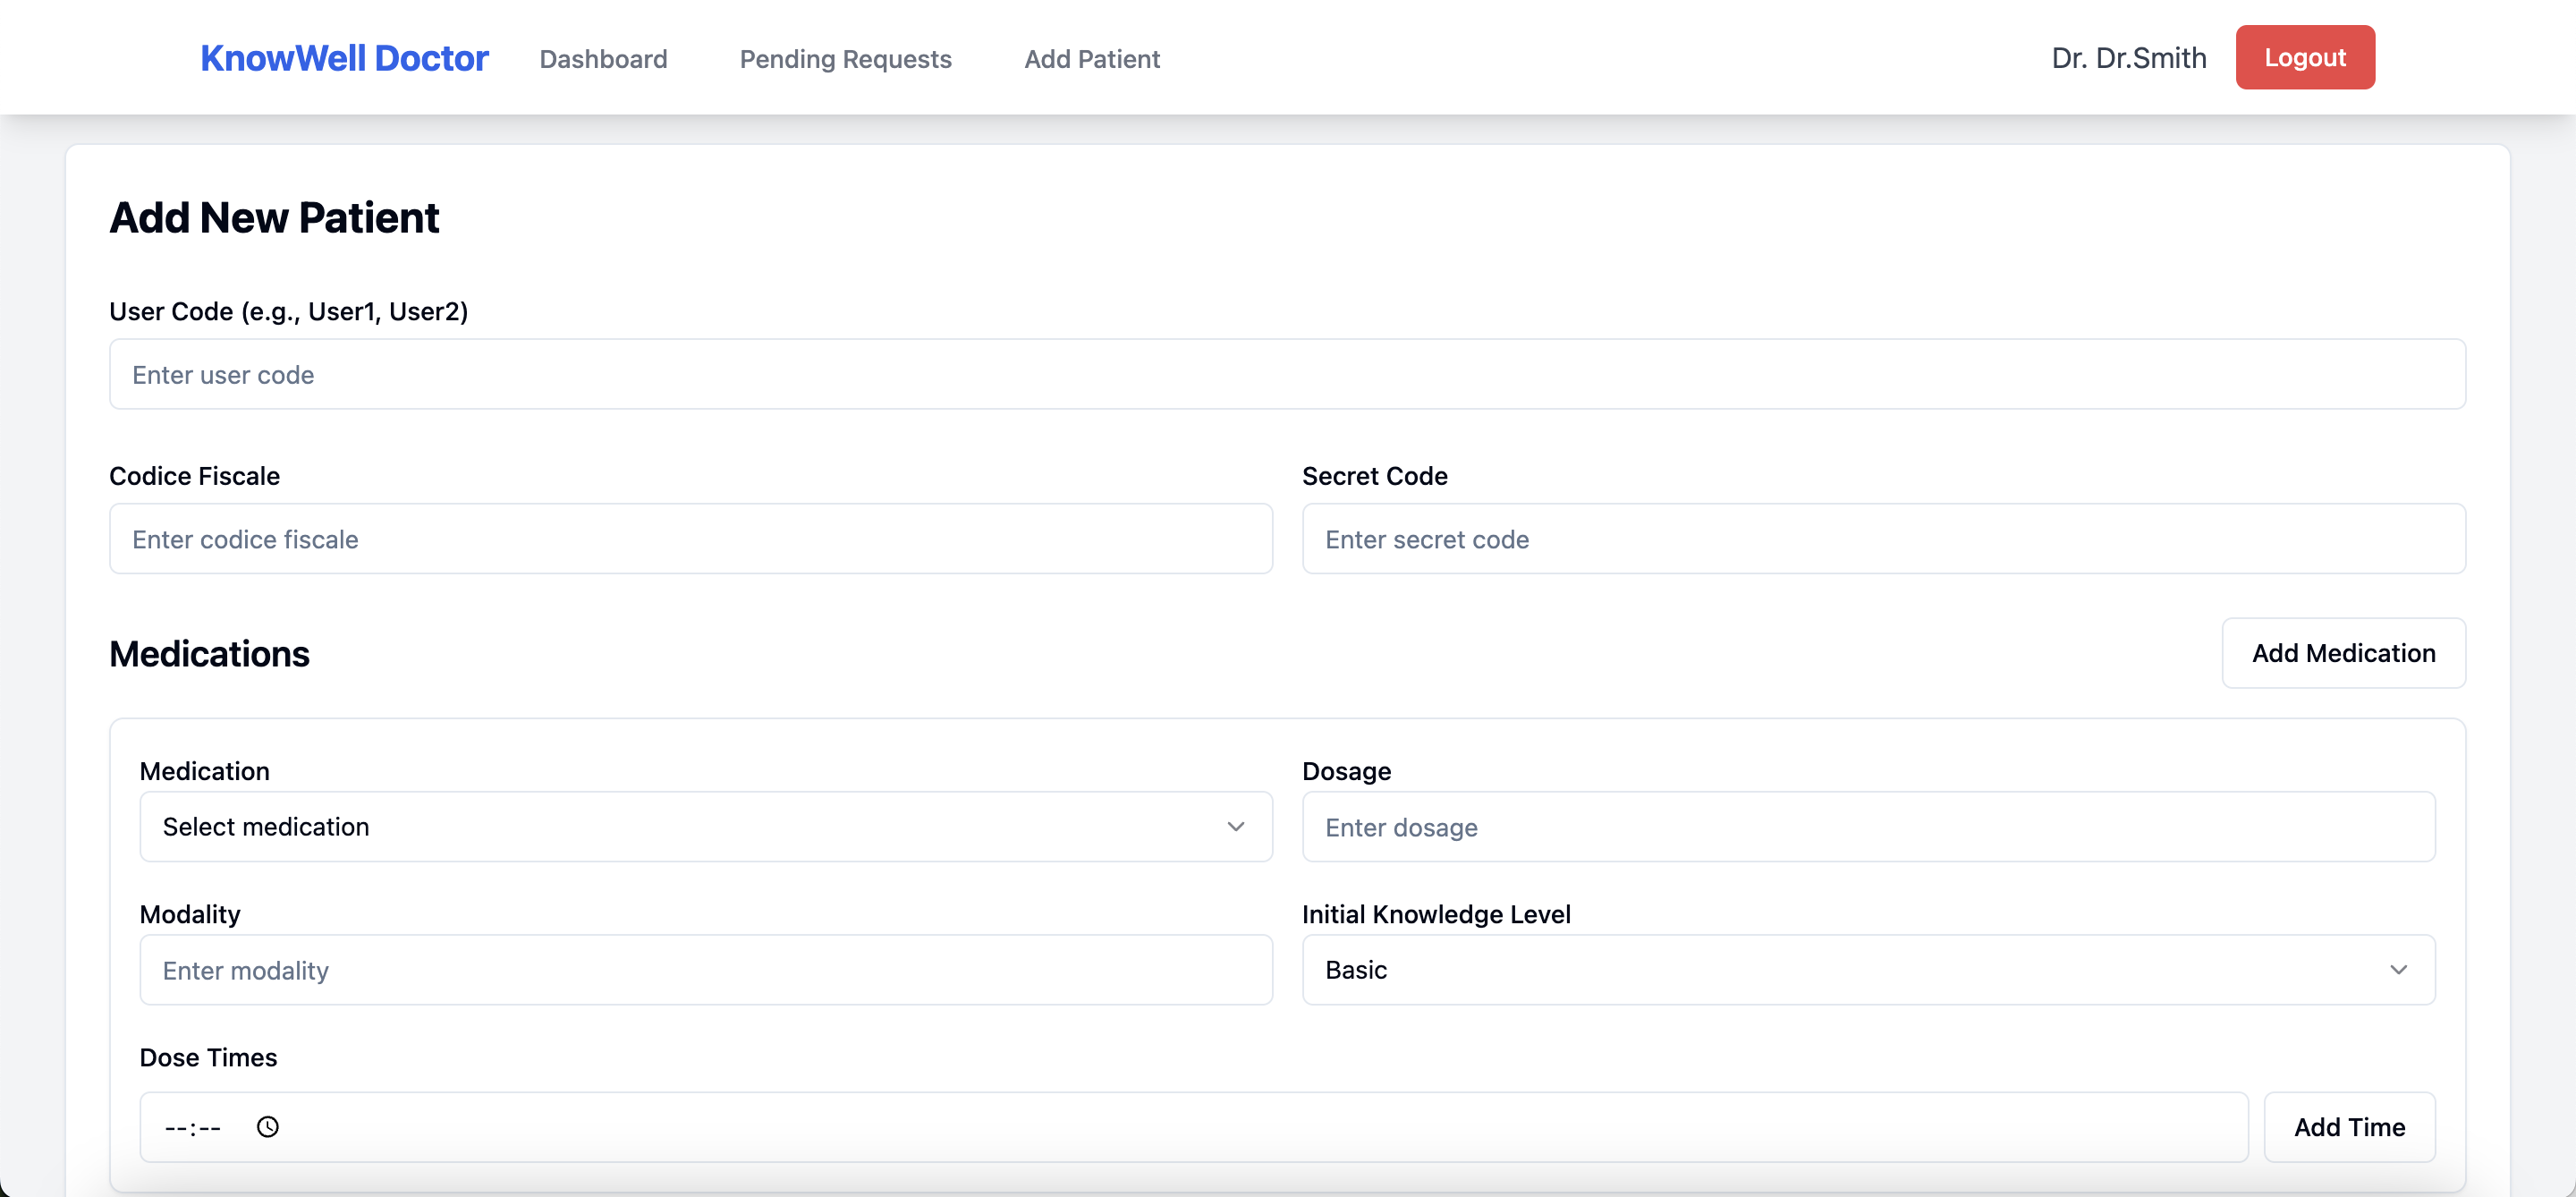 KnowWell Doctor Dashboard Pending Requests Add Patient Dr. Dr.Smith Logout
Add New Patient
User Code (e.g., User1, User2)
Enter user code
Codice Fiscale Secret Code
Enter codice fiscale Enter secret code
Medications Add Medication
Medication Dosage
Select medication Enter dosage
Modality Initial Knowledge Level
Enter modality Basic
Dose Times
--:-- Add Time